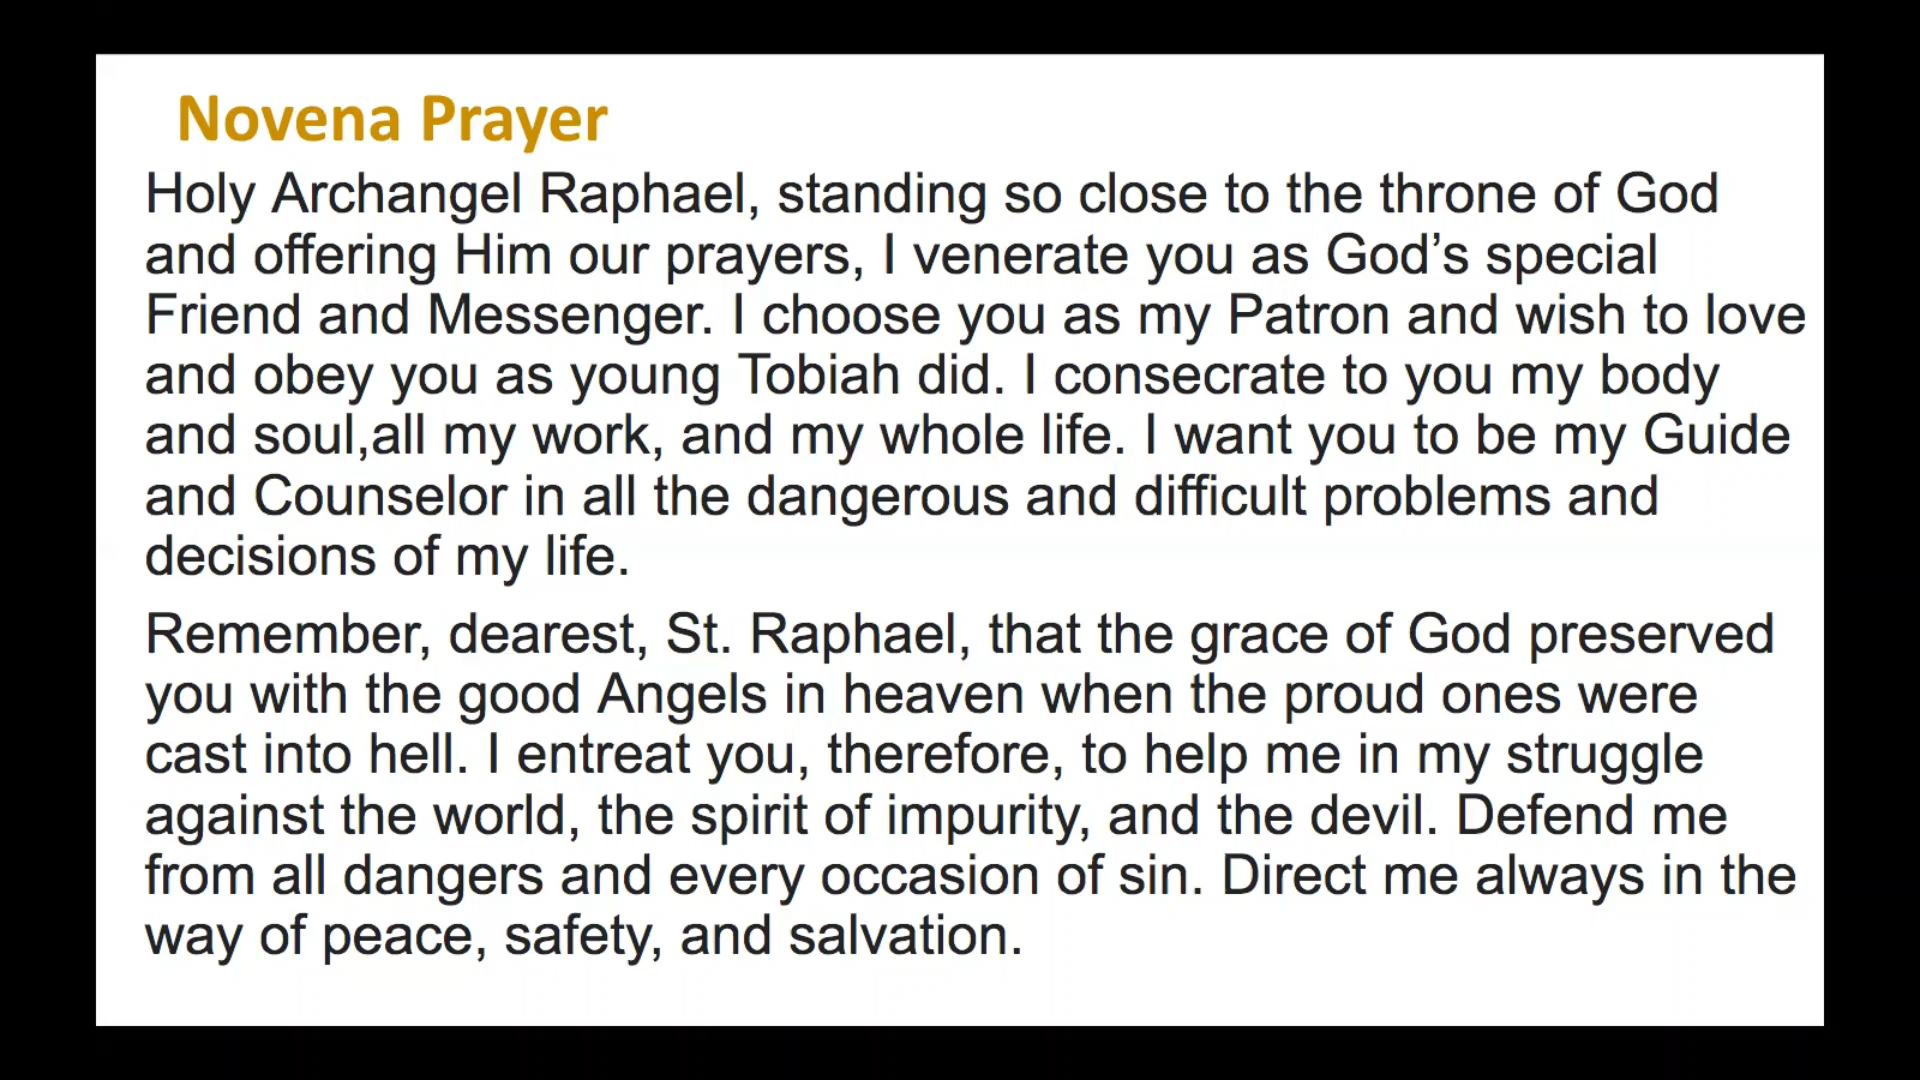 Novena Prayer
Holy Archangel Raphael, standing so close to the throne of God
and offering Him our prayers, I venerate you as God’s special
Friend and Messenger. I choose you as my Patron and wish to love
and obey you as young Tobiah did. I consecrate to you my body
and soul,all my work, and my whole life. I want you to be my Guide
and Counselor in all the dangerous and difficult problems and
decisions of my life.
Remember, dearest, St. Raphael, that the grace of God preserved
you with the good Angels in heaven when the proud ones were
cast into hell. I entreat you, therefore, to help me in my struggle
against the world, the spirit of impurity, and the devil. Defend me
from all dangers and every occasion of sin. Direct me always in the
way of peace, safety, and salvation.